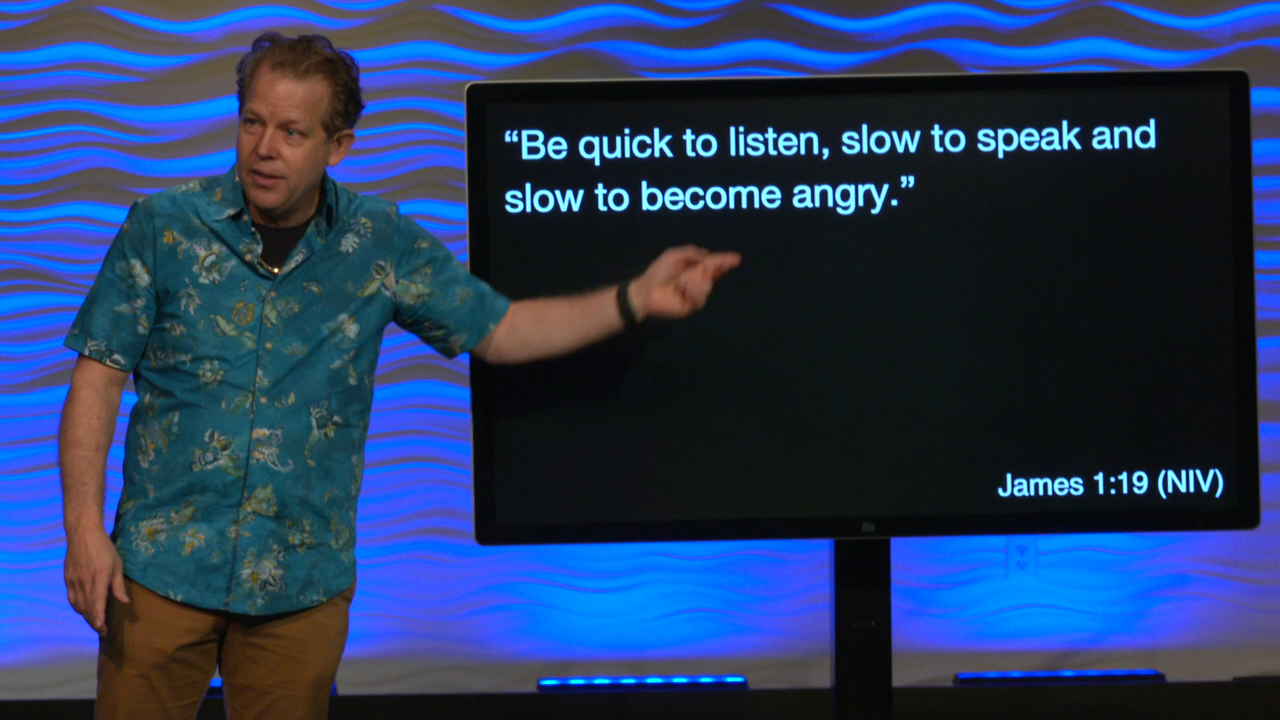 “Be quick to listen, slow to speak and
slow to become angry.”
James 1:19 (NIV)